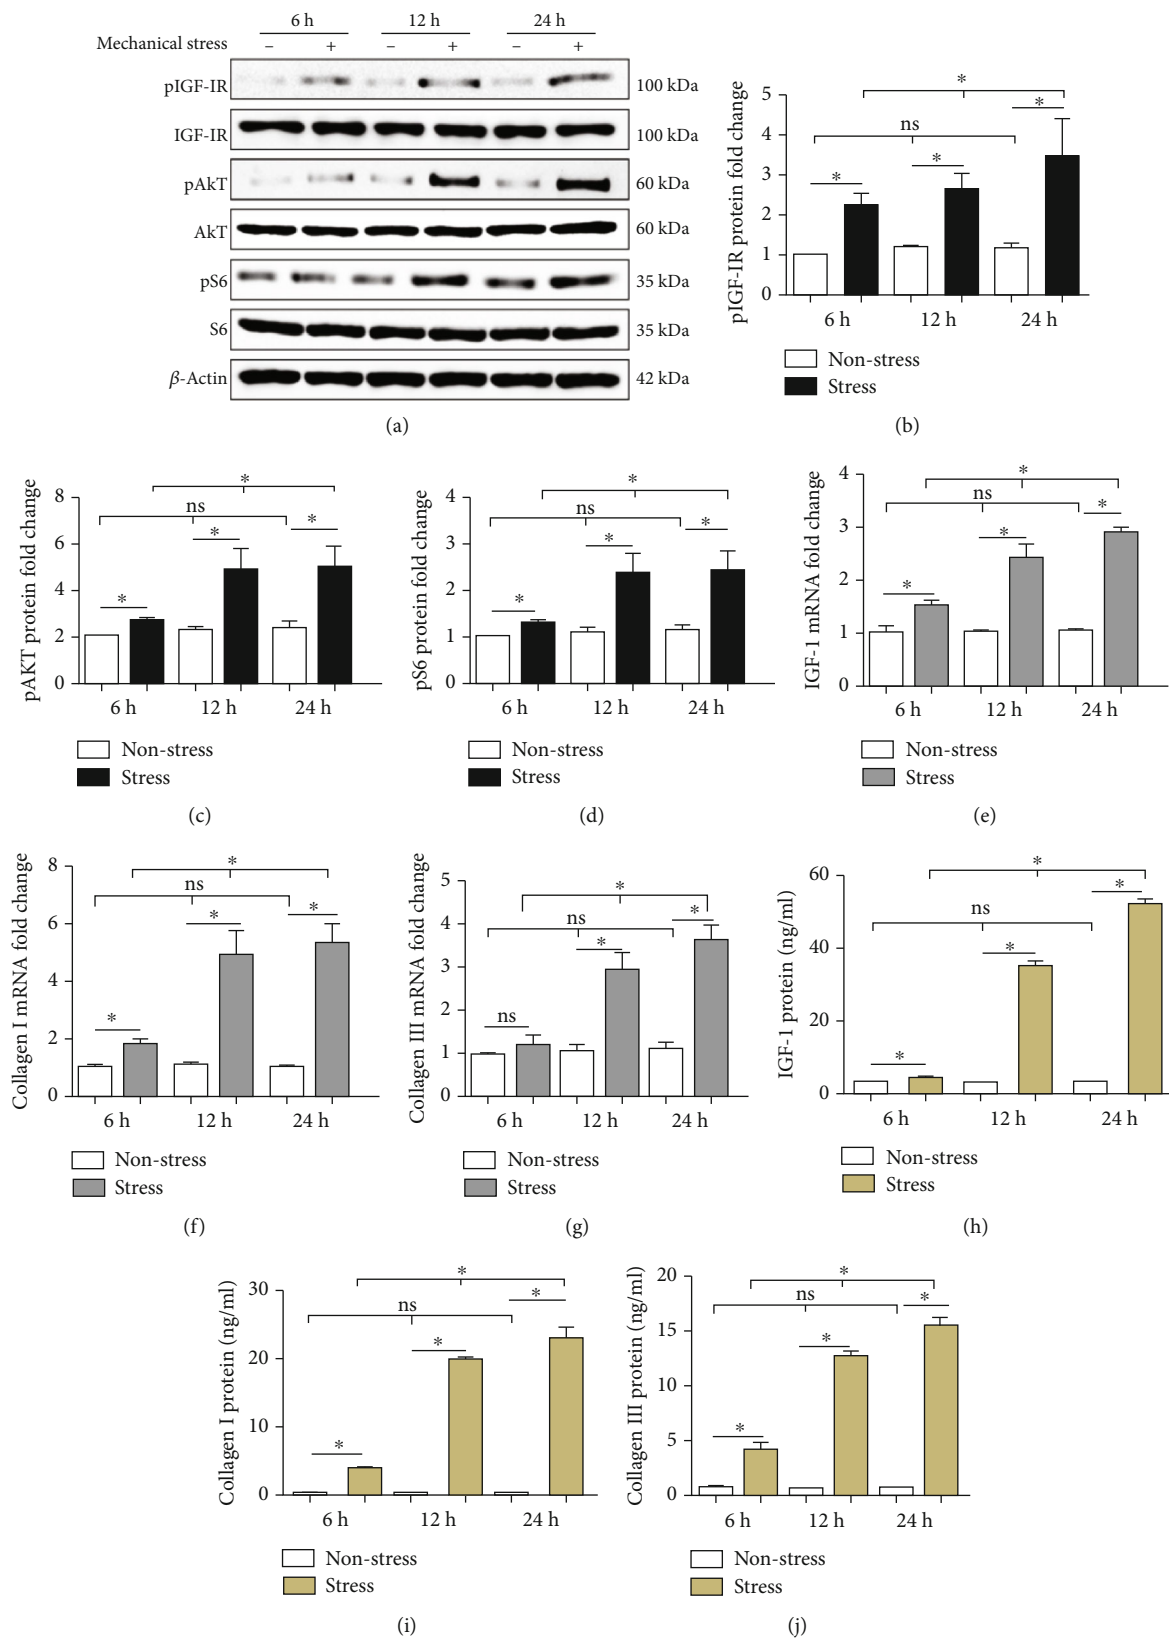 6 h 12 h 24 h
Mechanical stress – + – + – +
pIGF-IR 100 kDa
IGF-IR 100 kDa
pAkT 60 kDa
AkT 60 kDa
pS6 35 kDa
S6 35 kDa
β-Actin 42 kDa
(a)
pIGF-IR protein fold change
5
4
3
2
1
0
*
ns
* * *
6 h 12 h 24 h
Non-stress
Stress
(b)
pAKT protein fold change
8
6
4
2
0
*
ns
* * *
6 h 12 h 24 h
Non-stress
Stress
(c)
pS6 protein fold change
4
3
2
1
0
*
ns
* * *
6 h 12 h 24 h
Non-stress
Stress
(d)
IGF-1 mRNA fold change
4
3
2
1
0
*
ns
* * *
6 h 12 h 24 h
Non-stress
Stress
(e)
Collagen I mRNA fold change
8
6
4
2
0
*
ns
* * *
6 h 12 h 24 h
Non-stress
Stress
(f)
Collagen III mRNA fold change
5
4
3
2
1
0
*
ns
ns * *
6 h 12 h 24 h
Non-stress
Stress
(g)
IGF-1 protein (ng/ml)
60
40
20
0
*
ns
* * *
6 h 12 h 24 h
Non-stress
Stress
(h)
Collagen I protein (ng/ml)
30
20
10
0
*
ns
* * *
6 h 12 h 24 h
Non-stress
Stress
(i)
Collagen III protein (ng/ml)
20
15
10
5
0
*
ns
* * *
6 h 12 h 24 h
Non-stress
Stress
(j)